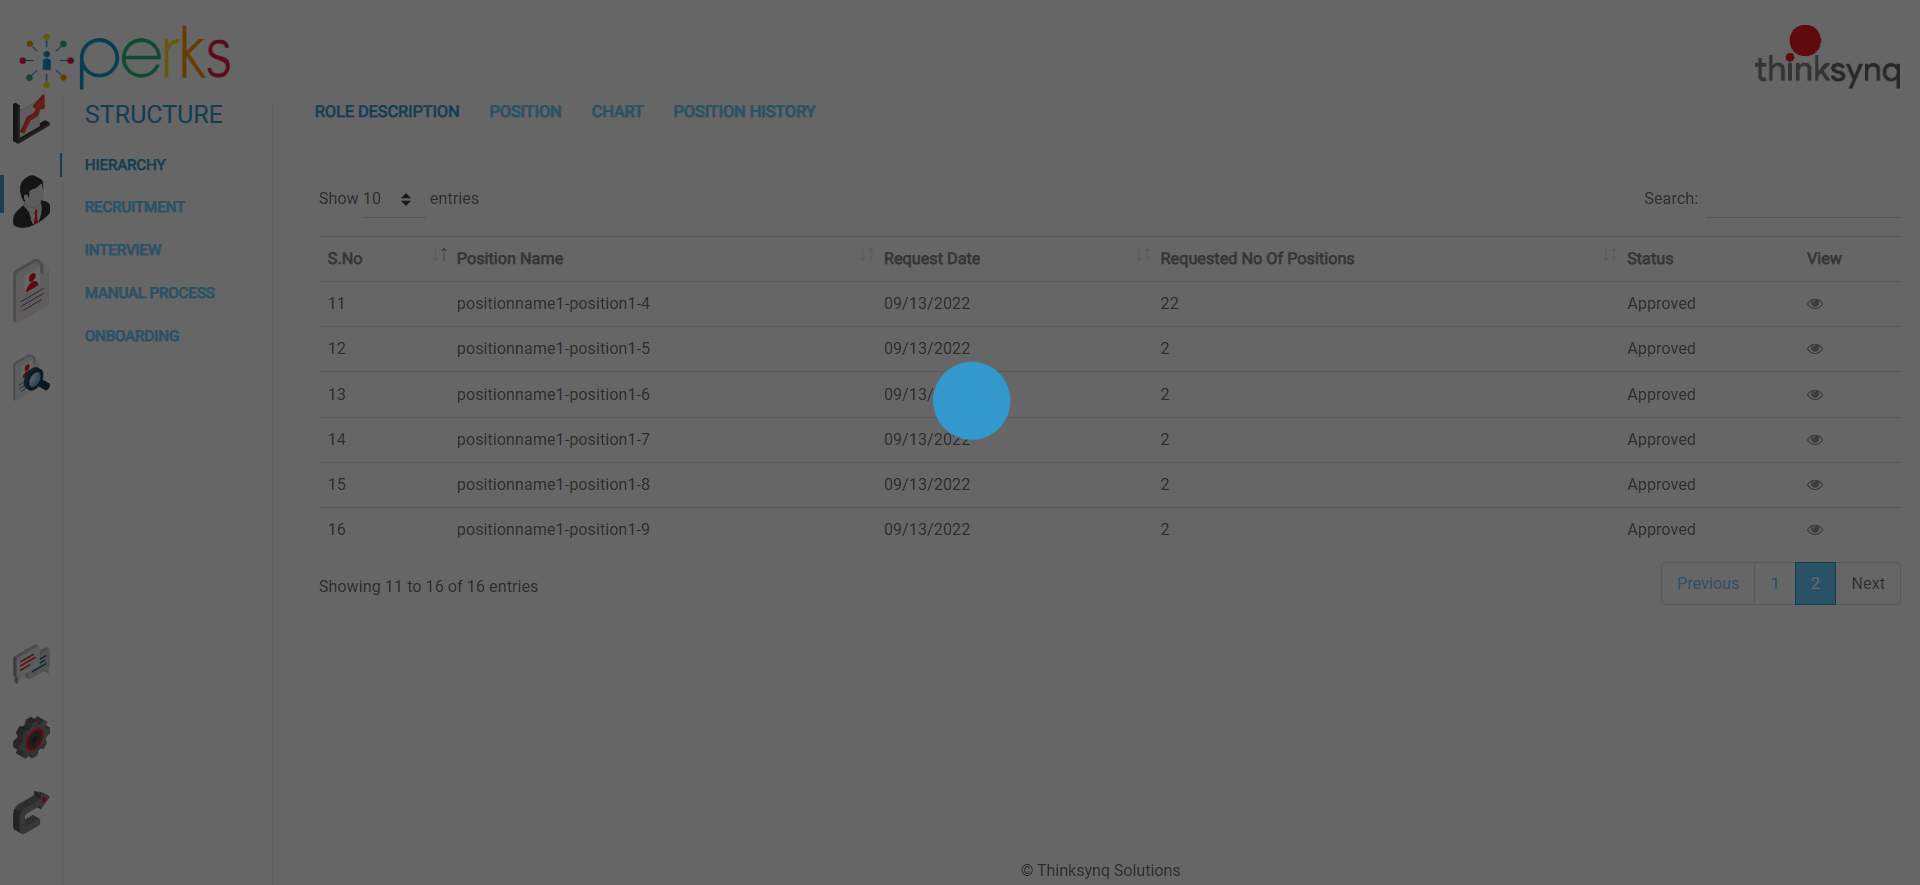 perks
thinksynq
STRUCTURE
HIERARCHY
RECRUITMENT
INTERVIEW
MANUAL PROCESS
ONBOARDING
ROLE DESCRIPTION POSITION CHART POSITION HISTORY
Show 10 entries
Search:
S.No Position Name Request Date Requested No Of Positions Status View
11 positionname1-position1-4 09/13/2022 22 Approved
12 positionname1-position1-5 09/13/2022 2 Approved
13 positionname1-position1-6 09/13/ 2 Approved
14 positionname1-position1-7 09/13/2022 2 Approved
15 positionname1-position1-8 09/13/2022 2 Approved
16 positionname1-position1-9 09/13/2022 2 Approved
Showing 11 to 16 of 16 entries
Previous 1 2 Next
© Thinksynq Solutions